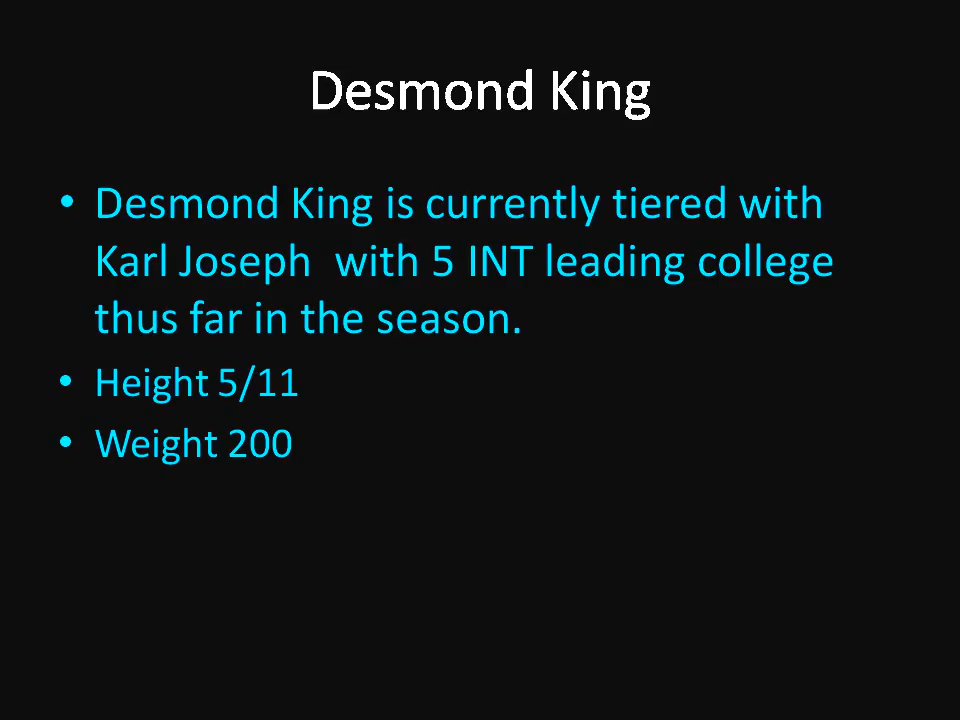 Desmond King
• Desmond King is currently tiered with
Karl Joseph  with 5 INT leading college
thus far in the season.
• Height 5/11
• Weight 200